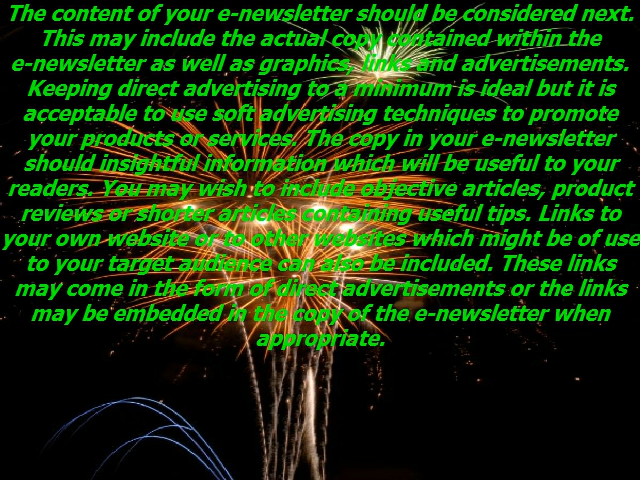 The content of your e-newsletter should be considered next.
This may include the actual copy contained within the
e-newsletter as well as graphics, links and advertisements.
Keeping direct advertising to a minimum is ideal but it is
acceptable to use soft advertising techniques to promote
your products or services. The copy in your e-newsletter
should insightful information which will be useful to your
readers. You may wish to include objective articles, product
reviews or shorter articles containing useful tips. Links to
your own website or to other websites which might be of use
to your target audience can also be included. These links
may come in the form of direct advertisements or the links
may be embedded in the copy of the e-newsletter when
appropriate.